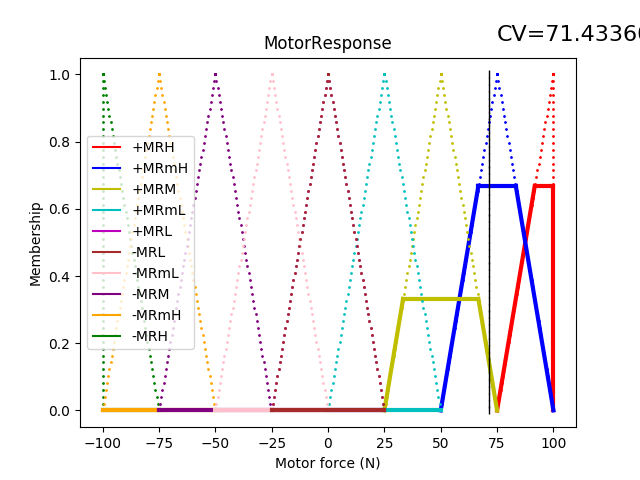 CV=71.4336
MotorResponse
Membership
1.0
0.8
0.6
0.4
0.2
0.0
+MRH
+MRmH
+MRM
+MRmL
+MRL
-MRL
-MRmL
-MRM
-MRmH
-MRH
−100 −75 −50 −25 0 25 50 75 100
Motor force (N)